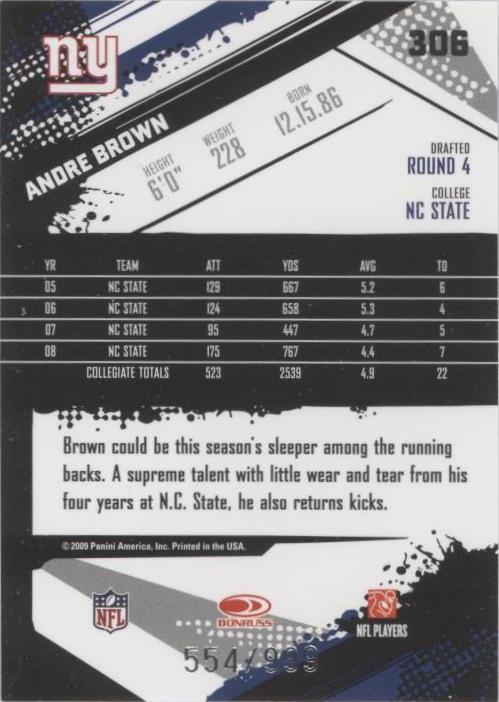 ny
306
ANDRE BROWN
HEIGHT
6'0"
WEIGHT
228
BORN
12.15.86
DRAFTED
ROUND 4
COLLEGE
NC STATE
YR TEAM ATT YDS AVG TD
05 NC STATE 129 667 5.2 6
06 NC STATE 124 658 5.3 4
07 NC STATE 95 447 4.7 5
08 NC STATE 175 767 4.4 7
COLLEGIATE TOTALS 523 2539 4.9 22
Brown could be this season's sleeper among the running
backs. A supreme talent with little wear and tear from his
four years at N.C. State, he also returns kicks.
© 2009 Panini America, Inc. Printed in the USA.
NFL
DONRUSS
NFL PLAYERS
554/999